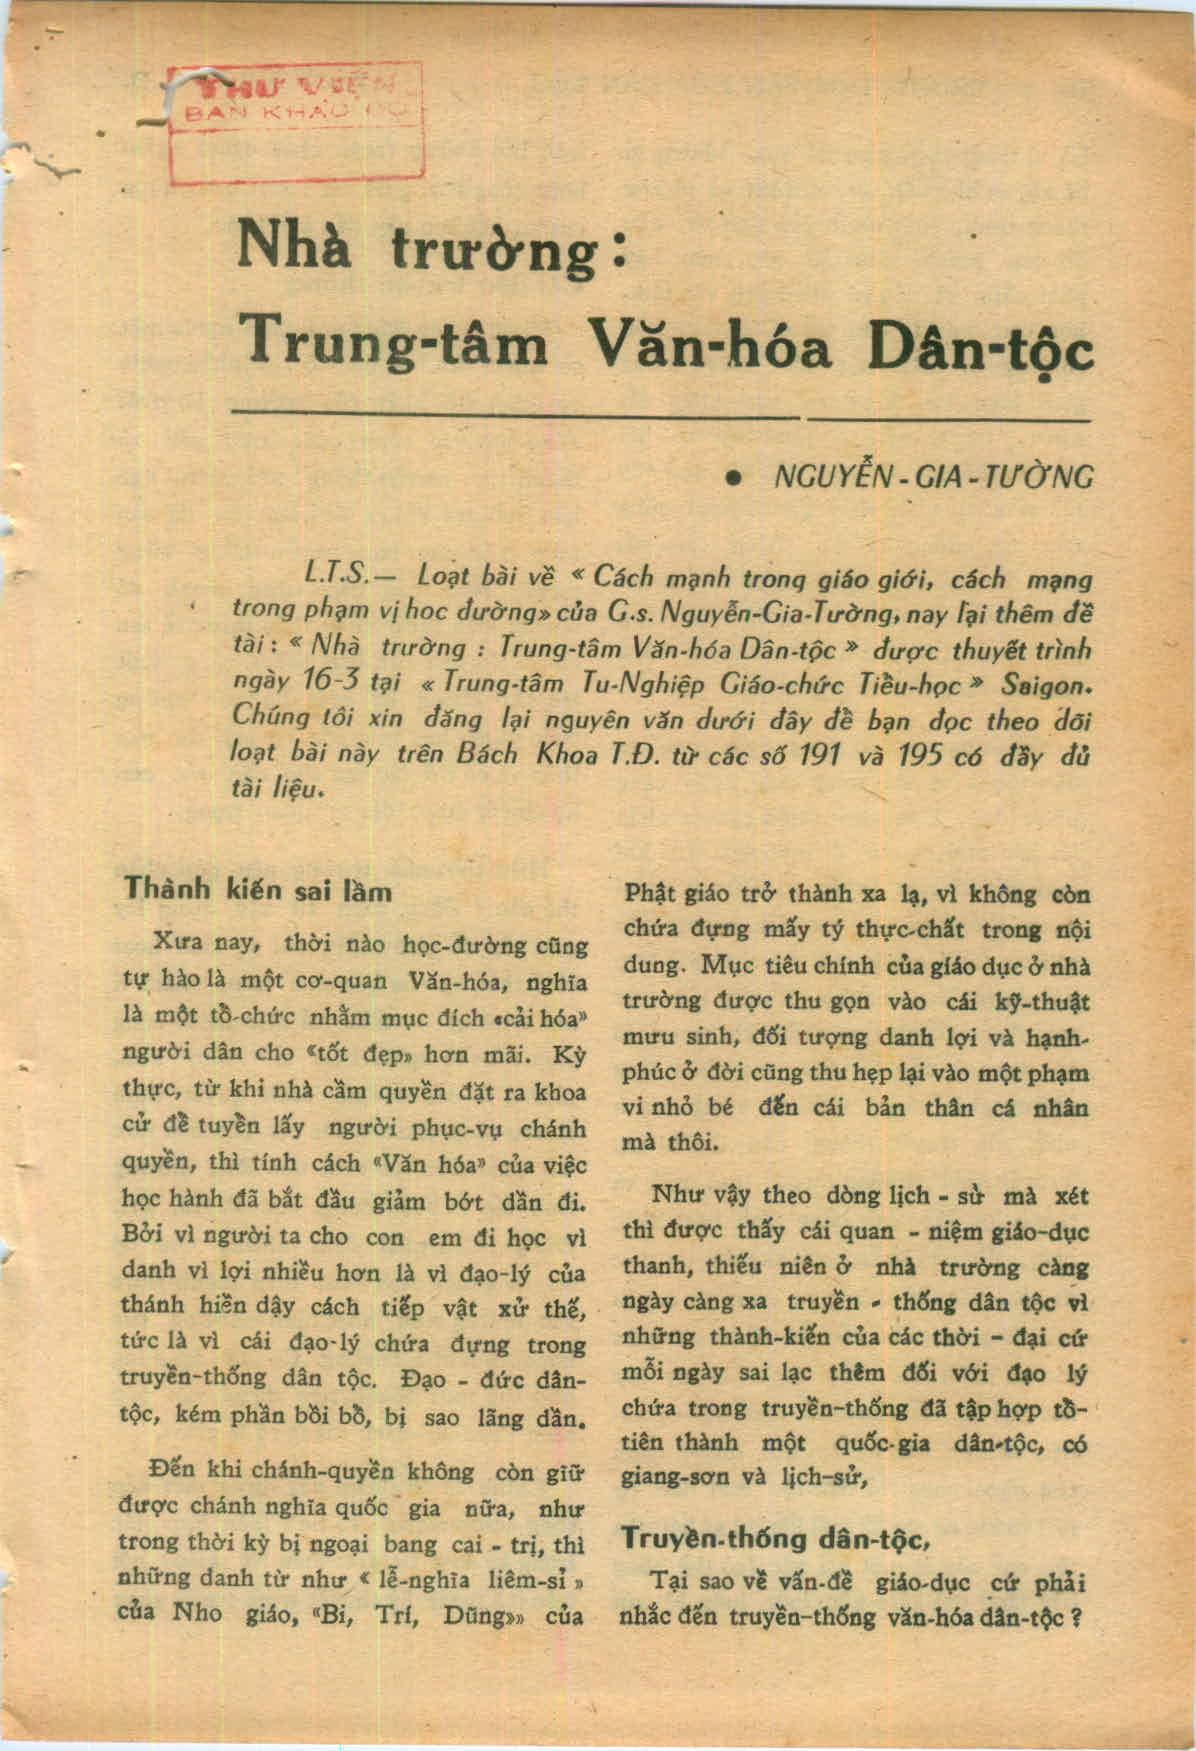 THƯ VIỆN
BAN KHẢO CỔ
Nhà trường :
Trung-tâm Văn-hóa Dân-tộc
● NGUYỄN - GIA - TƯỜNG
L.T.S.— Loạt bài về « Cách mạnh trong giáo giới, cách mạng
trong phạm vị hoc đường» của G.s. Nguyễn-Gia-Tường, nay lại thêm đề
tài : « Nhà trường : Trung-tâm Văn-hóa Dân-tộc » được thuyết trình
ngày 16-3 tại « Trung-tâm Tu-Nghiệp Giáo-chức Tiều-học » Saigon.
Chúng tôi xin đăng lại nguyên văn dưới đây đề bạn đọc theo dõi
loạt bài này trên Bách Khoa T.Đ. từ các số 191 và 195 có đầy đủ
tài liệu.
Thành kiến sai lầm
Xưa nay, thời nào học-đường cũng
tự hào là một cơ-quan Văn-hóa, nghĩa
là một tồ-chức nhằm mục đích «cải hóa»
người dân cho «tốt đẹp» hơn mãi. Kỳ
thực, từ khi nhà cầm quyền đặt ra khoa
cử đề tuyền lấy người phục-vụ chánh
quyền, thì tính cách «Văn hóa» của việc
học hành đã bắt đầu giảm bớt dần đi.
Bởi vì người ta cho con em đi học vì
danh vì lợi nhiều hơn là vì đạo-lý của
thánh hiền dậy cách tiếp vật xử thế,
tức là vì cái đạo-lý chứa đựng trong
truyền-thống dân tộc. Đạo - đức dân-
tộc, kém phần bồi bồ, bị sao lãng dần.
Đến khi chánh-quyền không còn giữ
được chánh nghĩa quốc gia nữa, như
trong thời kỳ bị ngoại bang cai - trị, thì
những danh từ như « lễ-nghĩa liêm-sỉ »
của Nho giáo, «Bi, Trí, Dũng»» của
Phật giáo trở thành xa lạ, vì không còn
chứa đựng mấy tý thực-chất trong nội
dung. Mục tiêu chính của giáo dục ở nhà
trường được thu gọn vào cái kỹ-thuật
mưu sinh, đối tượng danh lợi và hạnh-
phúc ở đời cũng thu hẹp lại vào một phạm
vi nhỏ bé đến cái bản thân cá nhân
mà thôi.
Như vậy theo dòng lịch - sử mà xét
thì được thấy cái quan - niệm giáo-dục
thanh, thiếu niên ở nhà trường càng
ngày càng xa truyền - thống dân tộc vì
những thành-kiến của các thời - đại cứ
mỗi ngày sai lạc thêm đối với đạo lý
chứa trong truyền-thống đã tập hợp tồ-
tiên thành một quốc-gia dân-tộc, có
giang-sơn và lịch-sử,
Truyền-thống dân-tộc,
Tại sao về vấn-đề giáo-dục cứ phải
nhắc đến truyền-thống văn-hóa dân-tộc ?